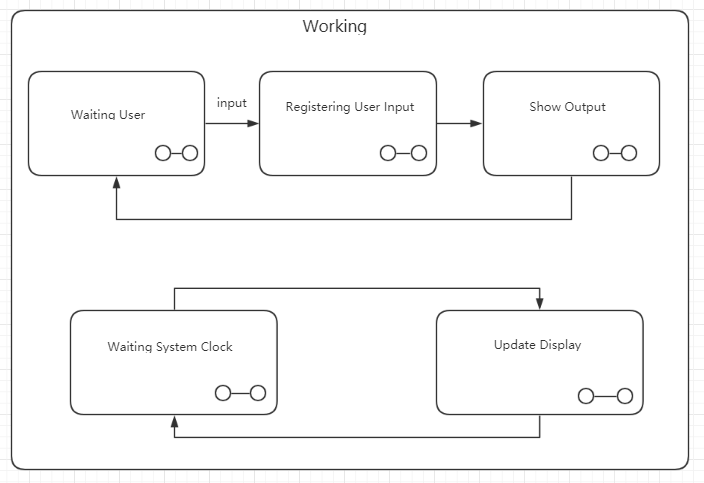 Working
Waiting User
input
Registering User Input
Show Output
Waiting System Clock
Update Display